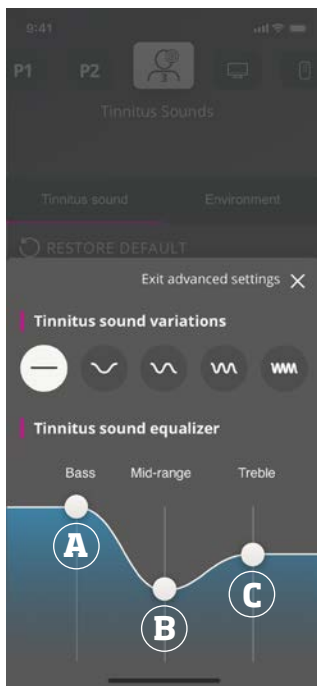 9:41
P1 P2
Tinnitus Sounds
Tinnitus sound Environment
RESTORE DEFAULT
Exit advanced settings
Tinnitus sound variations
Tinnitus sound equalizer
Bass Mid-range Treble
A
B
C